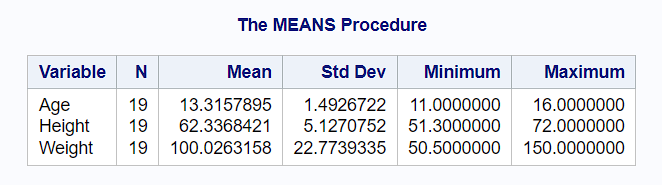 The MEANS Procedure
Variable N Mean Std Dev Minimum Maximum
Age 19 13.3157895 1.4926722 11.0000000 16.0000000
Height 19 62.3368421 5.1270752 51.3000000 72.0000000
Weight 19 100.0263158 22.7739335 50.5000000 150.0000000